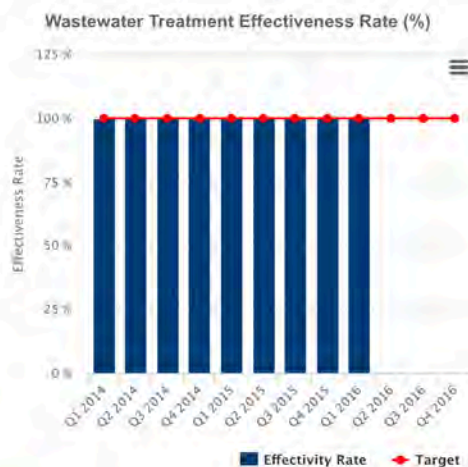 Wastewater Treatment Effectiveness Rate (%)
125 %
100 %
75 %
50 %
25 %
0 %
Effectiveness Rate
Q1 2014
Q2 2014
Q3 2014
Q4 2014
Q1 2015
Q2 2015
Q3 2015
Q4 2015
Q1 2016
Q2 2016
Q3 2016
Q4 2016
Effectivity Rate
Target